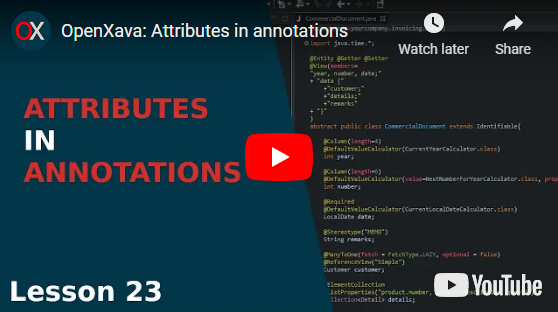 OX
OpenXava: Attributes in annotations
Watch later
Share
ATTRIBUTES
IN
ANNOTATIONS
Lesson 23
YouTube
CommercialDocument.java
yourcompany.invoicing.
import java.time.*;
@Entity @Getter @Setter
@View(members=
"year, number, date;"
+ "data {"
+"customer;"
+"details;"
+"remarks"
+ "}"
)
abstract public class CommercialDocument extends Identifiable{
@Column(length=4)
@DefaultValueCalculator(CurrentYearCalculator.class)
int year;
@Column(length=6)
@DefaultValueCalculator(value=NextNumberForYearCalculator.class, prop
int number;
@Required
@DefaultValueCalculator(CurrentLocalDateCalculator.class)
LocalDate date;
@Stereotype("MEMO")
String remarks;
@ManyToOne(fetch = FetchType.LAZY, optional = false)
@ReferenceView("Simple")
Customer customer;
ElementCollection
ListProperties("product.number,
Collection<Detail> details;